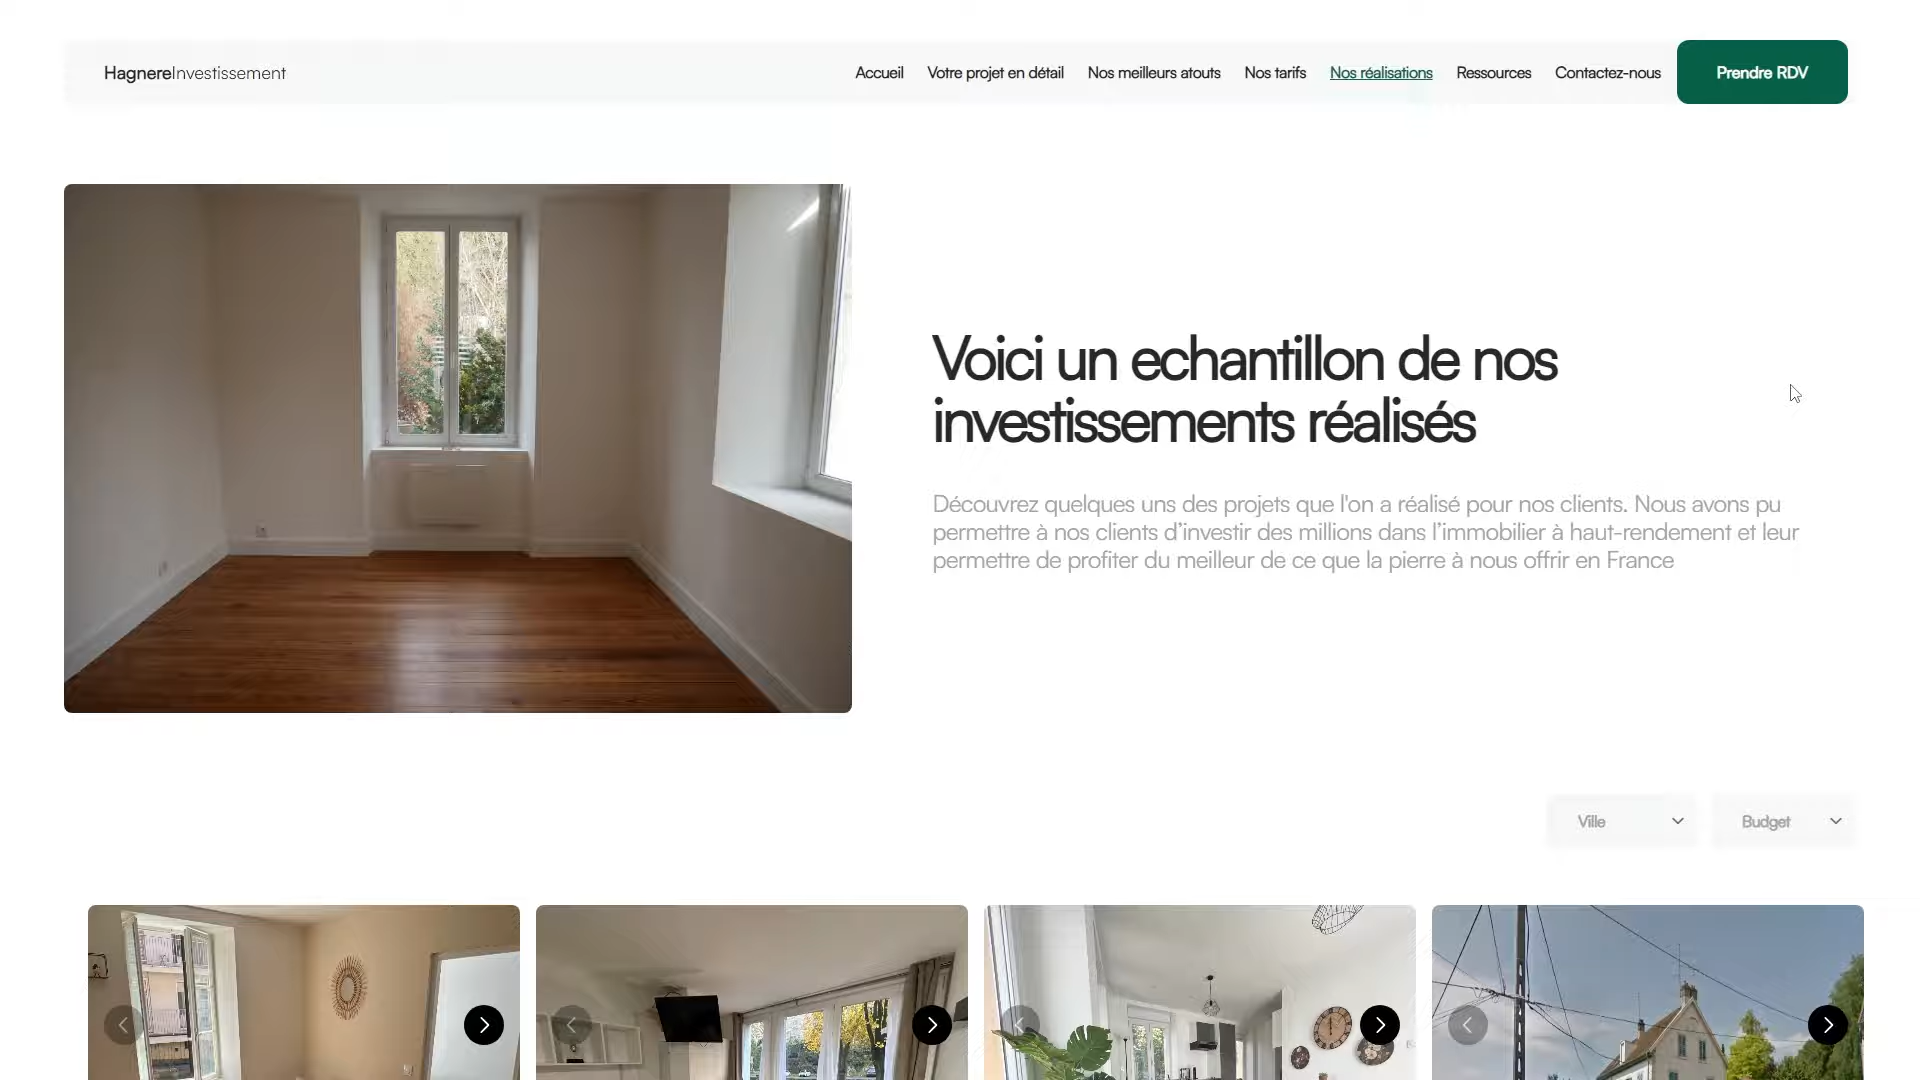 HagnereInvestissement
Accueil
Votre projet en détail
Nos meilleurs atouts
Nos tarifs
Nos réalisations
Ressources
Contactez-nous
Prendre RDV
Voici un echantillon de nos
investissements réalisés
Découvrez quelques uns des projets que l'on a réalisé pour nos clients. Nous avons pu
permettre à nos clients d’investir des millions dans l’immobilier à haut-rendement et leur
permettre de profiter du meilleur de ce que la pierre à nous offrir en France
Ville
Budget